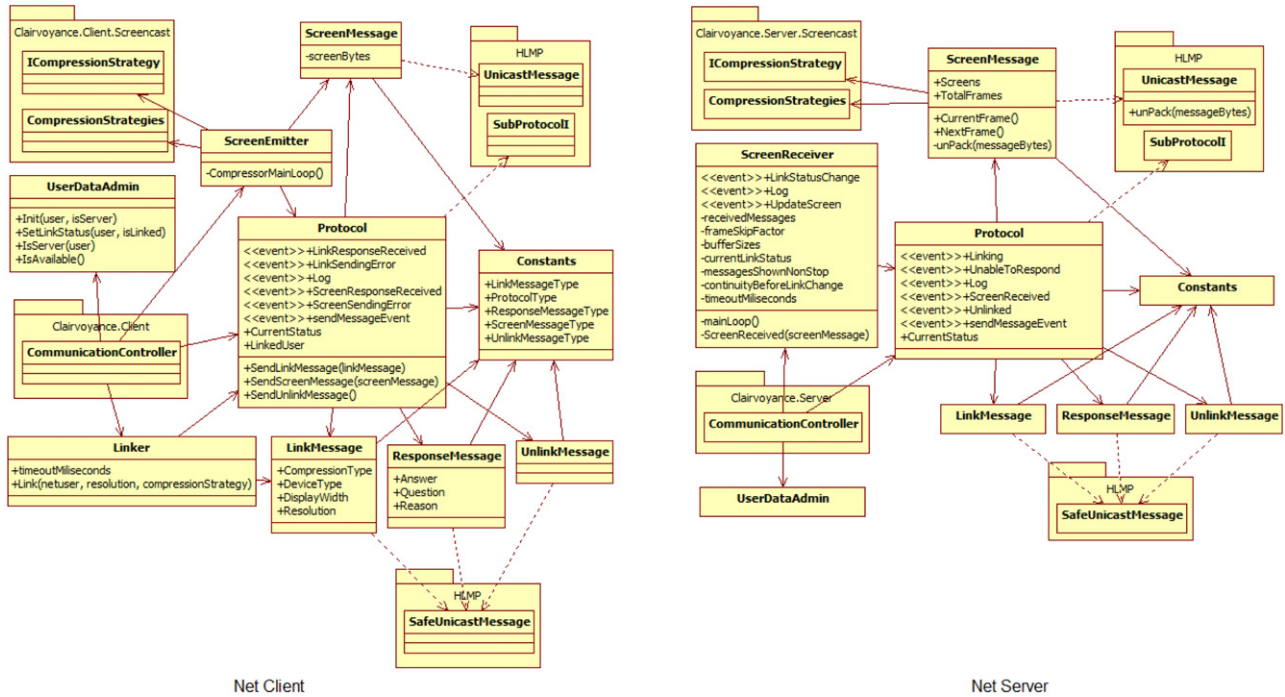 Clairvoyance.Client.Screencast
ICompressionStrategy
CompressionStrategies
ScreenMessage
-screenBytes
HLMP
UnicastMessage
SubProtocolI
ScreenEmitter
-CompressorMainLoop()
UserDataAdmin
+Init(user, isServer)
+SetLinkStatus(user, isLinked)
+IsServer(user)
+IsAvailable()
Protocol
<<event>>+LinkResponseReceived
<<event>>+LinkSendingError
<<event>>+Log
<<event>>+ScreenResponseReceived
<<event>>+ScreenSendingError
<<event>>+sendMessageEvent
+CurrentStatus
+LinkedUser
+SendLinkMessage(linkMessage)
+SendScreenMessage(screenMessage)
+SendUnlinkMessage()
Constants
+LinkMessageType
+ProtocolType
+ResponseMessageType
+ScreenMessageType
+UnlinkMessageType
Clairvoyance.Client
CommunicationController
Linker
+timeoutMiliseconds
+Link(netuser, resolution, compressionStrategy)
LinkMessage
+CompressionType
+DeviceType
+DisplayWidth
+Resolution
ResponseMessage
+Answer
+Question
+Reason
UnlinkMessage
HLMP
SafeUnicastMessage
Net Client
Clairvoyance.Server.Screencast
ICompressionStrategy
CompressionStrategies
ScreenMessage
+Screens
+TotalFrames
+CurrentFrame()
+NextFrame()
-unPack(messageBytes)
HLMP
UnicastMessage
+unPack(messageBytes)
SubProtocolI
ScreenReceiver
<<event>>+LinkStatusChange
<<event>>+Log
<<event>>+UpdateScreen
-receivedMessages
-frameSkipFactor
-bufferSizes
-currentLinkStatus
-messagesShownNonStop
-continuityBeforeLinkChange
-timeoutMiliseconds
-mainLoop()
-ScreenReceived(screenMessage)
Protocol
<<event>>+Linking
<<event>>+UnableToRespond
<<event>>+Log
<<event>>+ScreenReceived
<<event>>+Unlinked
<<event>>+sendMessageEvent
+CurrentStatus
Constants
Clairvoyance.Server
CommunicationController
UserDataAdmin
LinkMessage
ResponseMessage
UnlinkMessage
HLMP
SafeUnicastMessage
Net Server